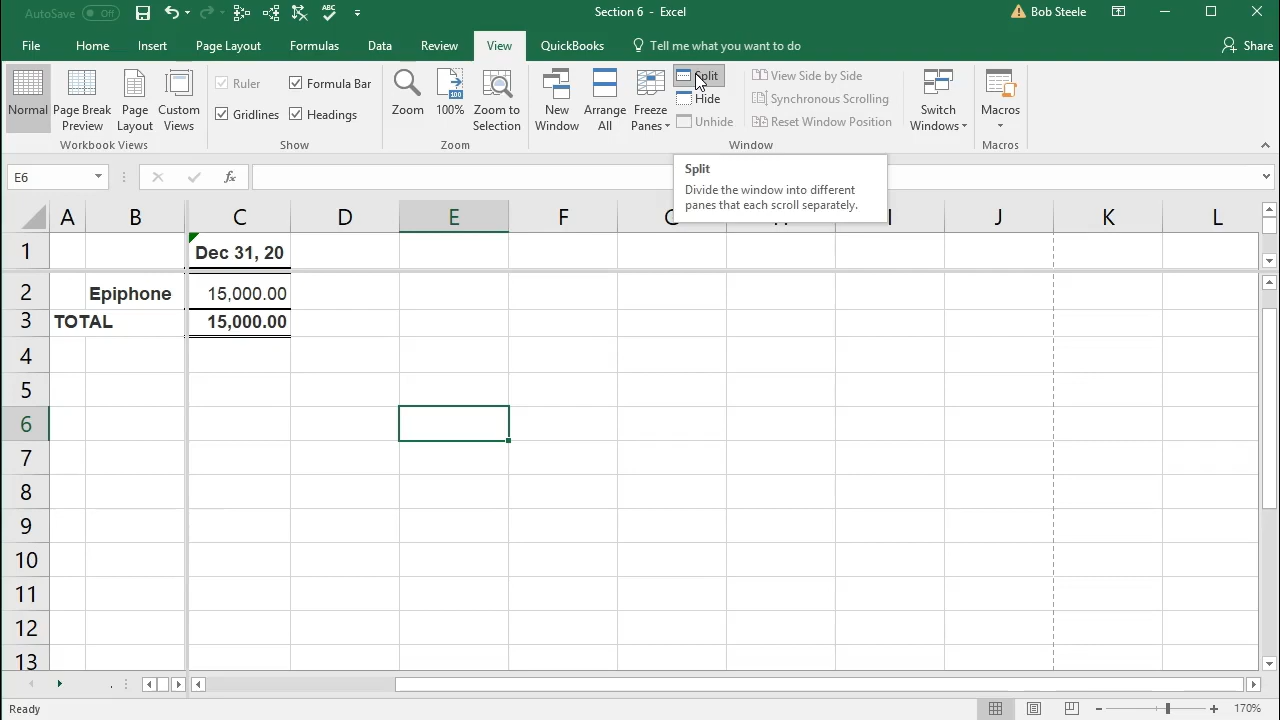 AutoSave Off Section 6 - Excel Bob Steele
File Home Insert Page Layout Formulas Data Review View QuickBooks Tell me what you want to do Share
Normal
Page Break
Preview
Page
Layout
Custom
Views
Workbook Views
Ruler
Formula Bar
Gridlines
Headings
Show
Zoom
100
100%
Zoom to
Selection
Zoom
New
Window
Arrange
All
Freeze
Panes
Split
Hide
Unhide
View Side by Side
Synchronous Scrolling
Reset Window Position
Window
Switch
Windows
Macros
Macros
E6
fx
Split
Divide the window into different
panes that each scroll separately.
A B C D E F I J K L
1 Dec 31, 20
2 Epiphone 15,000.00
3 TOTAL 15,000.00
4
5
6
7
8
9
10
11
12
13
Ready 170%